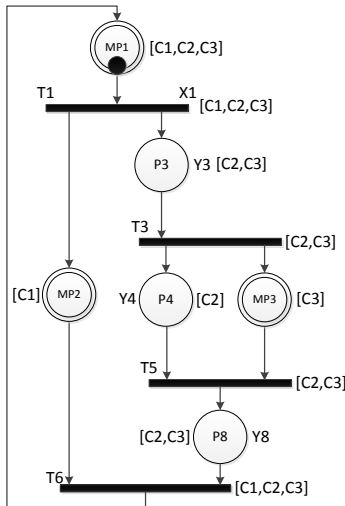 MP1 [C1,C2,C3]
T1 X1 [C1,C2,C3]
P3 Y3 [C2,C3]
T3 [C2,C3]
[C1] MP2 Y4 P4 [C2] MP3 [C3]
T5 [C2,C3]
[C2,C3] P8 Y8
T6 [C1,C2,C3]